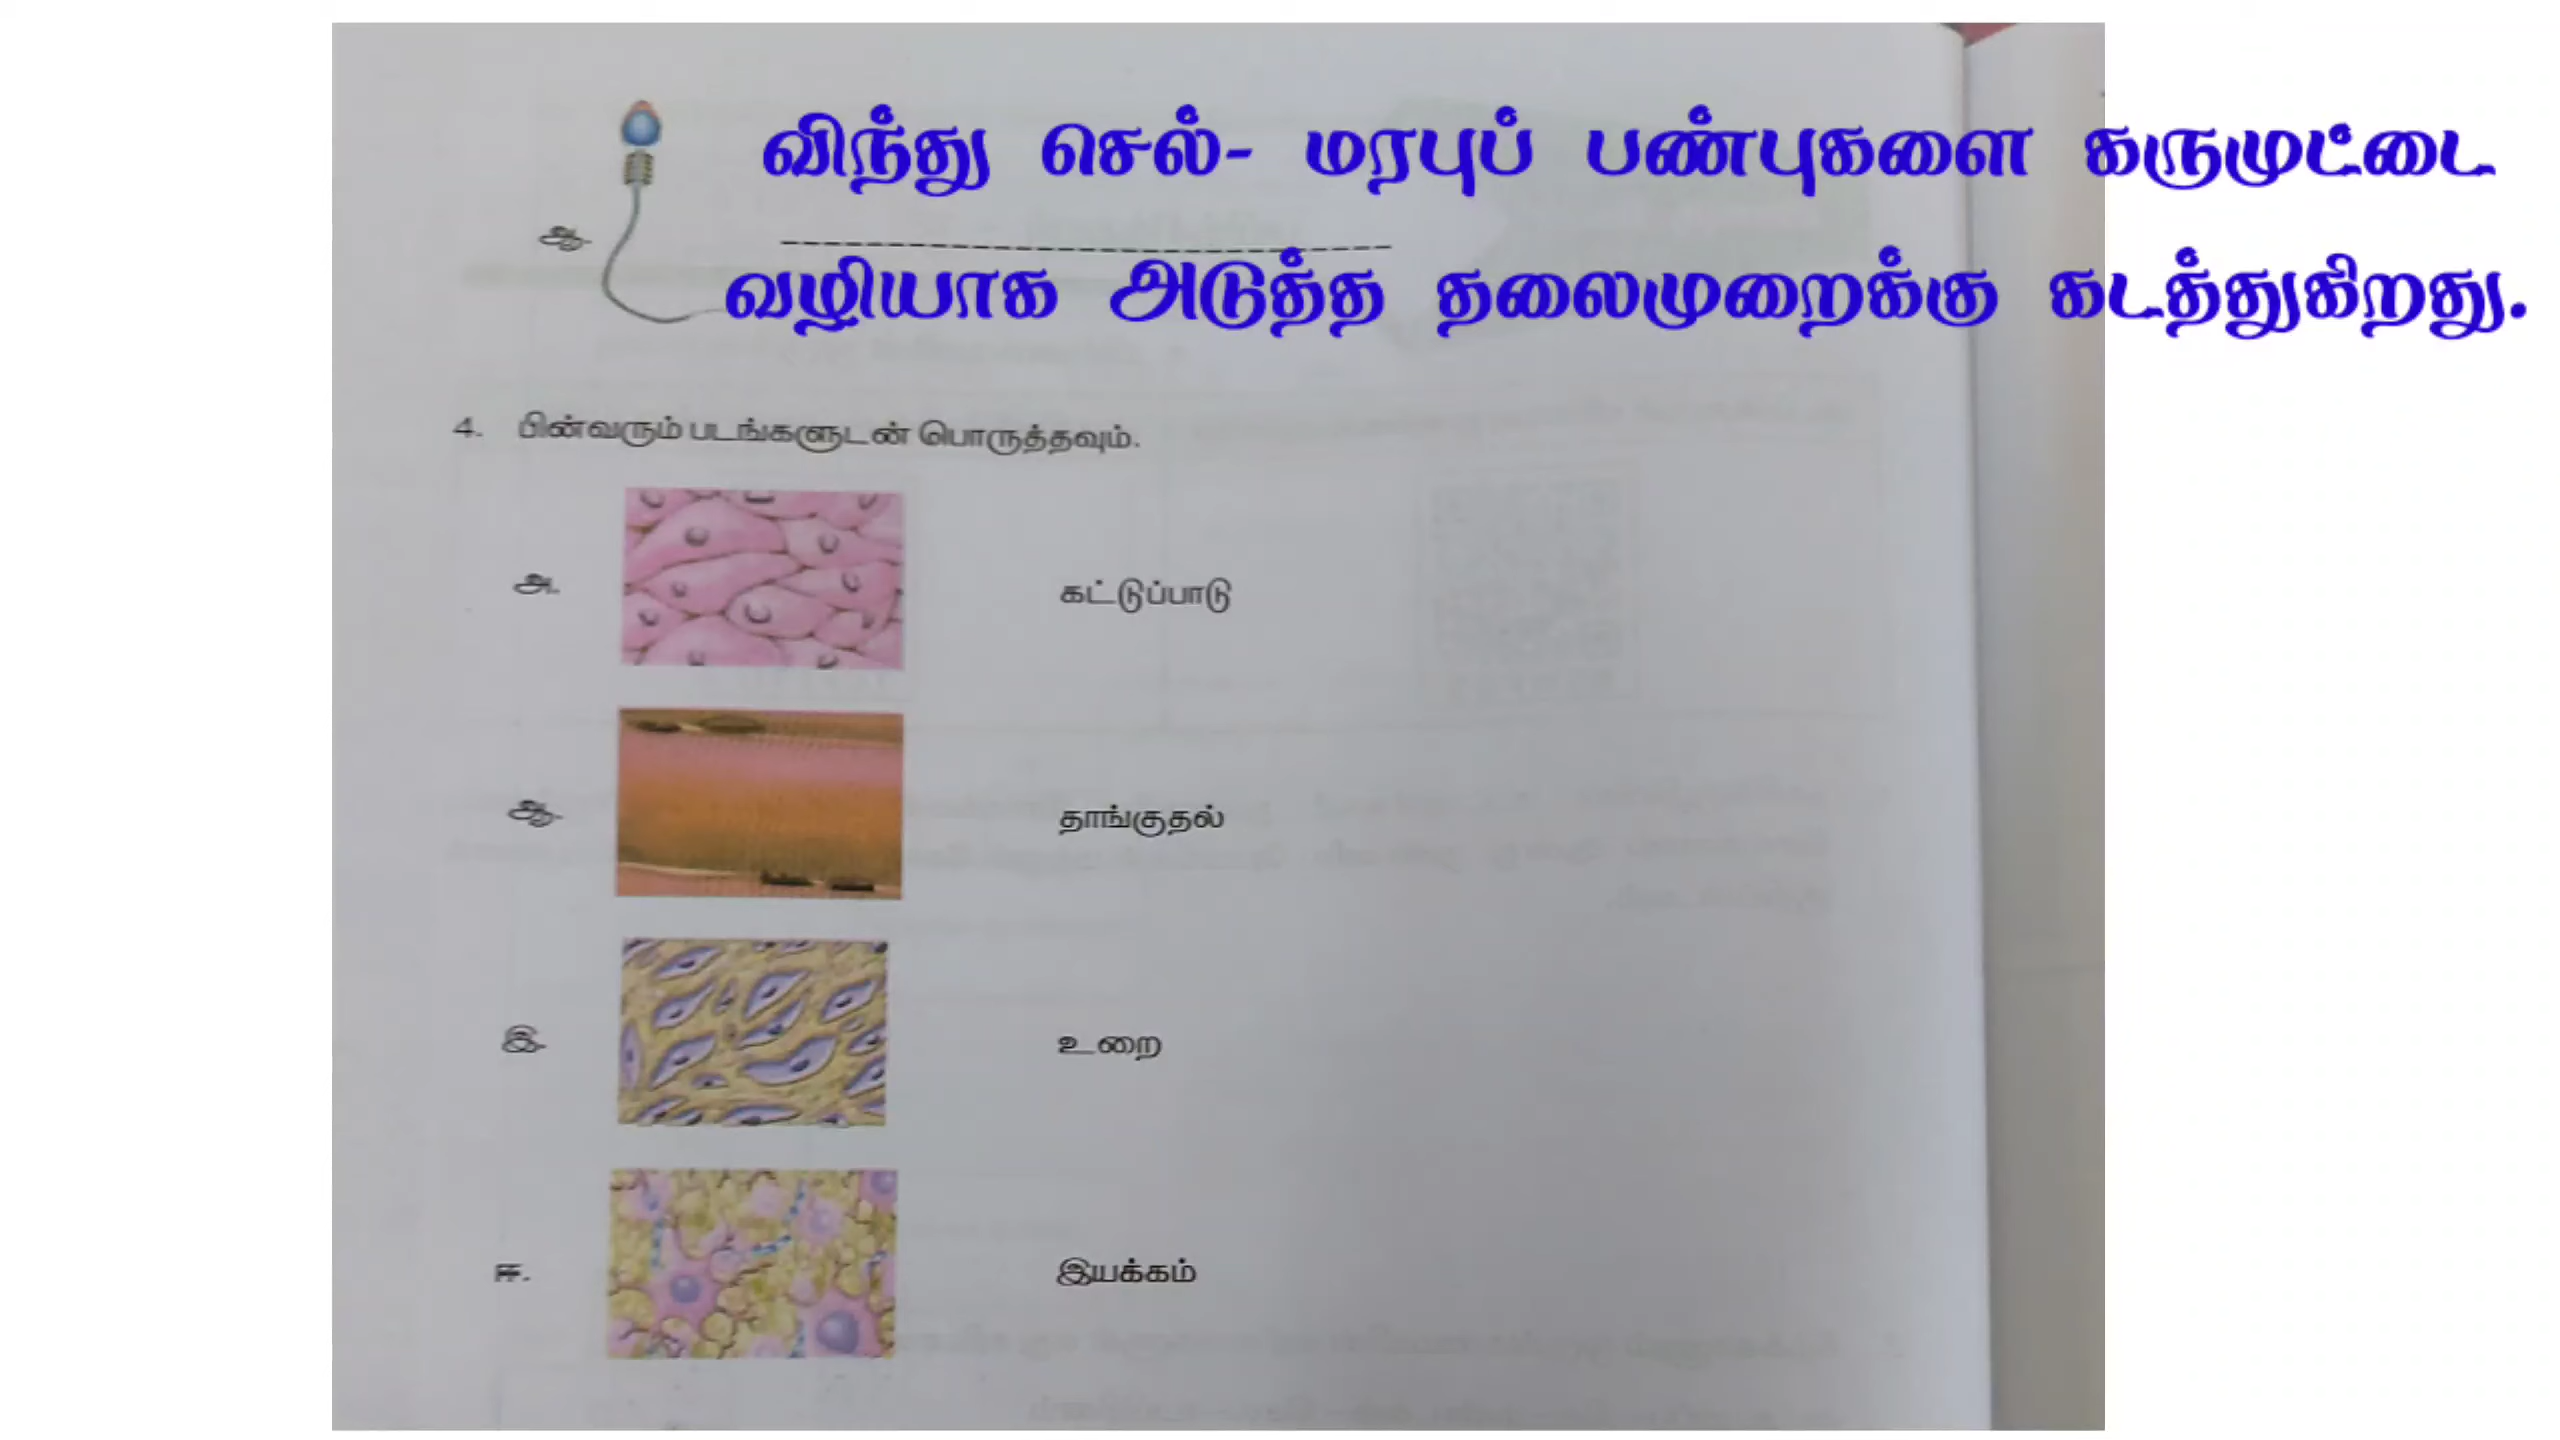 விந்து செல்- மரபுப் பண்புகளை கருமுட்டை
ஆ.
வழியாக அடுத்த தலைமுறைக்கு கடத்துகிறது.
4. பின்வரும் படங்களுடன் பொருத்தவும்.
அ. கட்டுப்பாடு
ஆ. தாங்குதல்
இ. உறை
ஈ. இயக்கம்